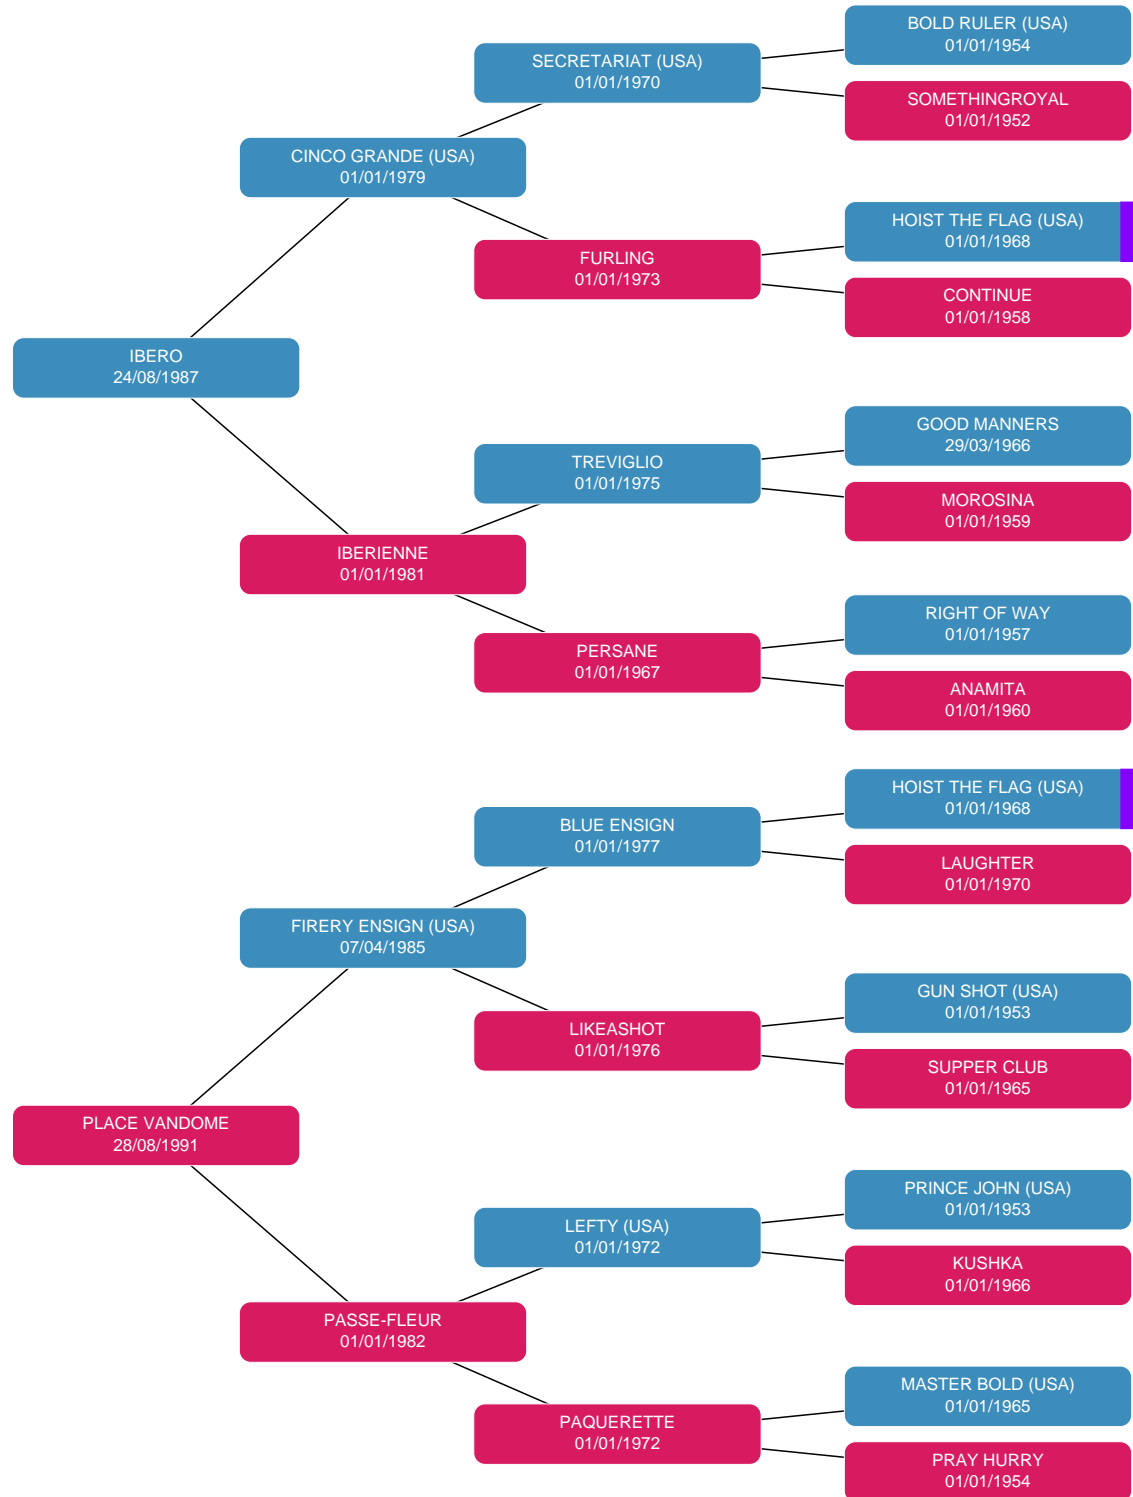 BOLD RULER (USA)
01/01/1954
SECRETARIAT (USA)
01/01/1970
SOMETHINGROYAL
01/01/1952
CINCO GRANDE (USA)
01/01/1979
HOIST THE FLAG (USA)
01/01/1968
FURLING
01/01/1973
CONTINUE
01/01/1958
IBERO
24/08/1987
GOOD MANNERS
29/03/1966
TREVIGLIO
01/01/1975
MOROSINA
01/01/1959
IBERIENNE
01/01/1981
RIGHT OF WAY
01/01/1957
PERSANE
01/01/1967
ANAMITA
01/01/1960
HOIST THE FLAG (USA)
01/01/1968
BLUE ENSIGN
01/01/1977
LAUGHTER
01/01/1970
FIRERY ENSIGN (USA)
07/04/1985
GUN SHOT (USA)
01/01/1953
LIKEASHOT
01/01/1976
SUPPER CLUB
01/01/1965
PLACE VANDOME
28/08/1991
PRINCE JOHN (USA)
01/01/1953
LEFTY (USA)
01/01/1972
KUSHKA
01/01/1966
PASSE-FLEUR
01/01/1982
MASTER BOLD (USA)
01/01/1965
PAQUERETTE
01/01/1972
PRAY HURRY
01/01/1954